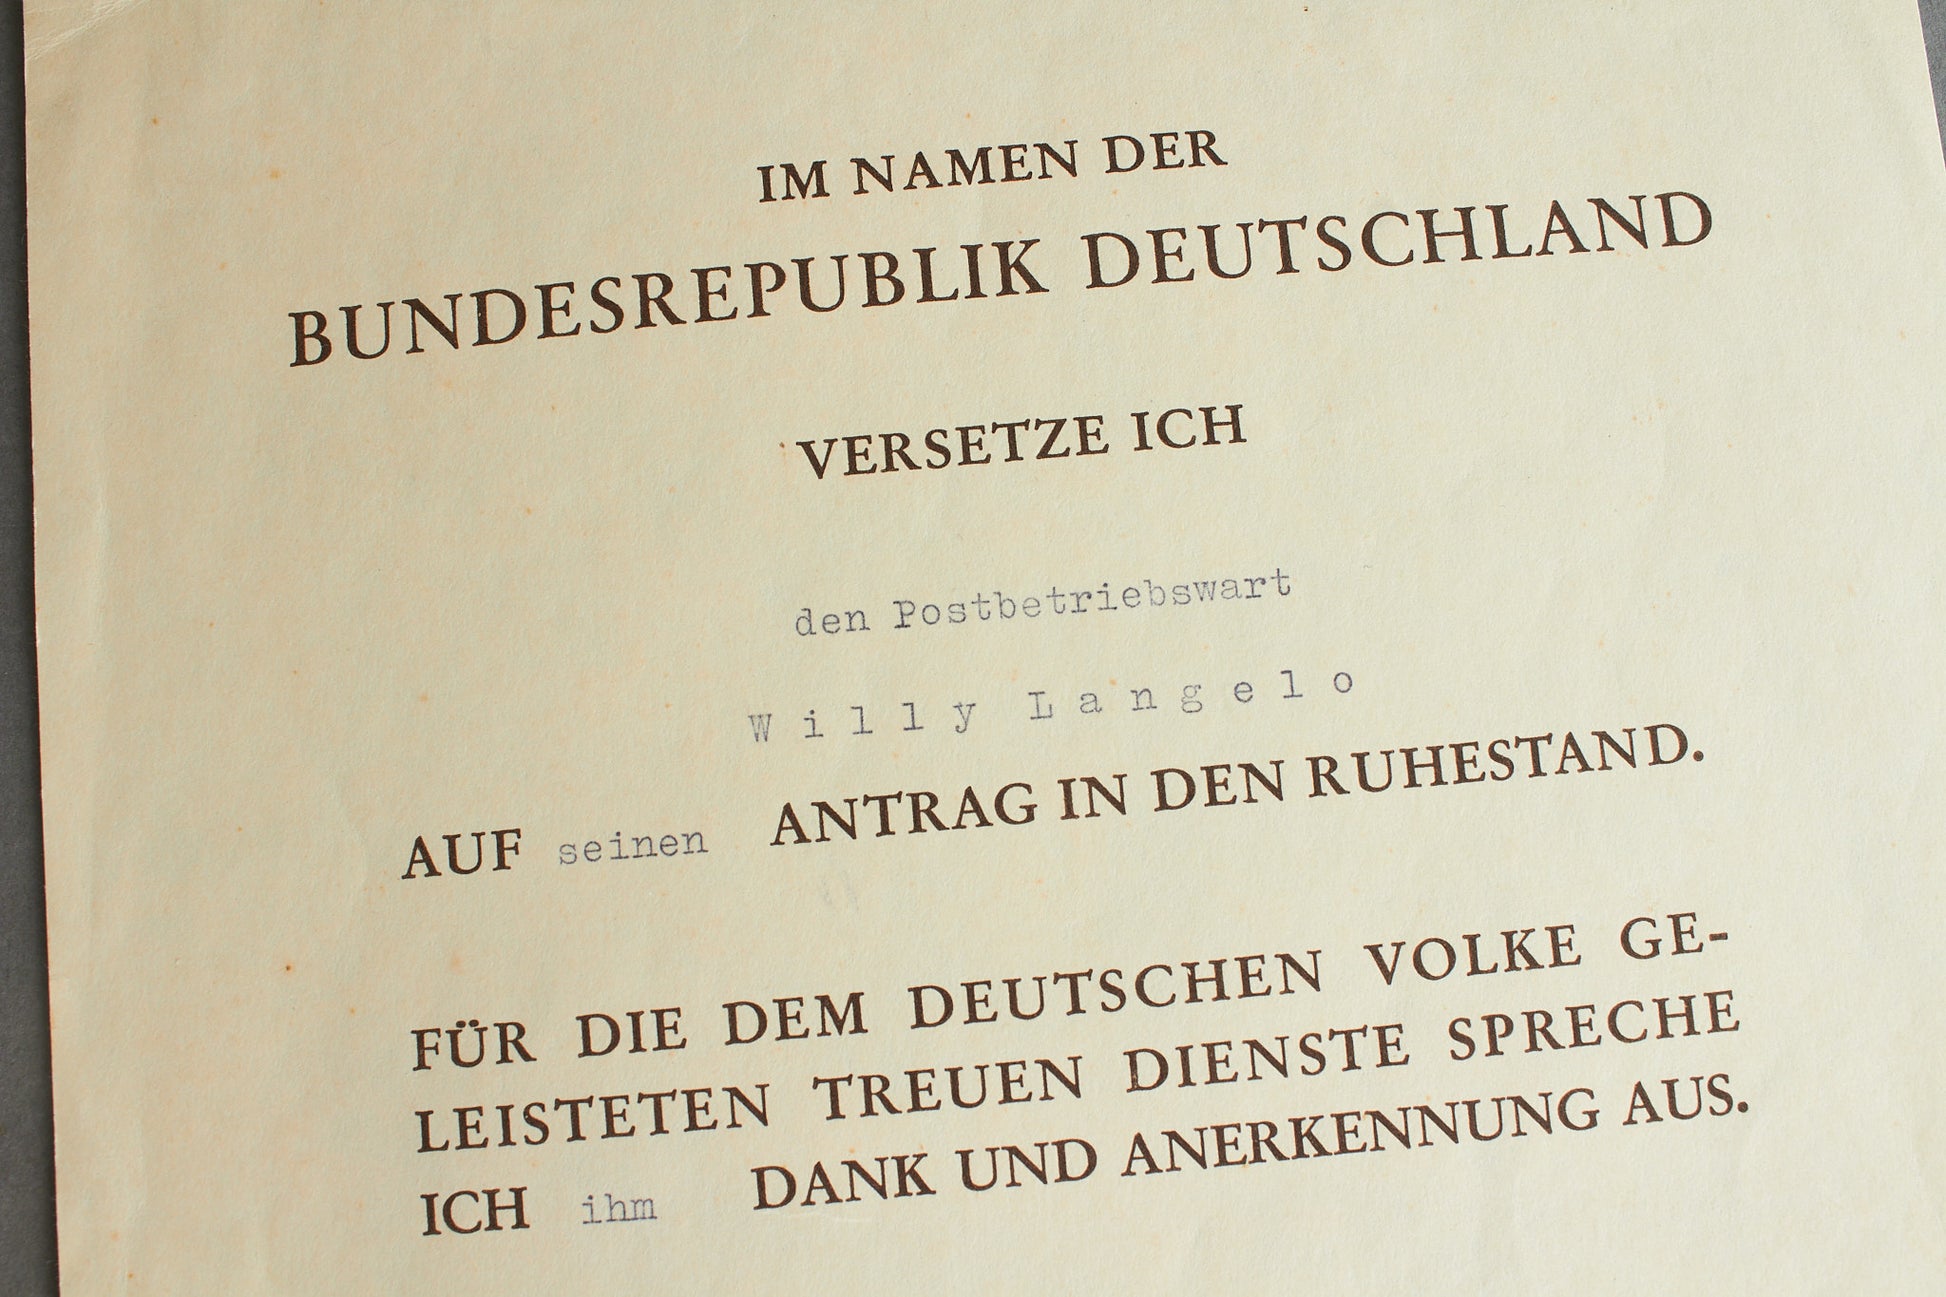 IM NAMEN DER
BUNDESREPUBLIK DEUTSCHLAND
VERSETZE ICH
den Postbetriebswart
Willy Langelo
AUF seinen ANTRAG IN DEN RUHESTAND.
FÜR DIE DEM DEUTSCHEN VOLKE GE-
LEISTETEN TREUEN DIENSTE SPRECHE
ICH ihm DANK UND ANERKENNUNG AUS.